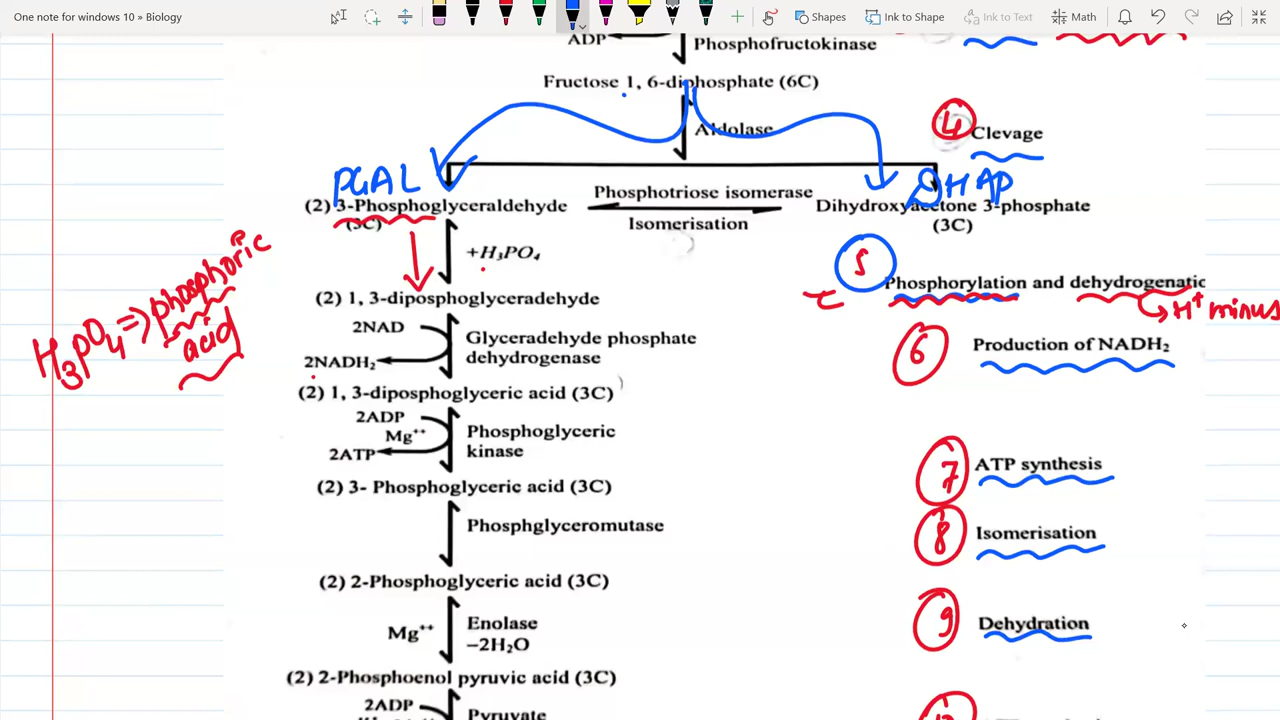 One note for windows 10 » Biology
Shapes
Ink to Shape
Ink to Text
Math
ADP
Phosphofructokinase
Fructose 1, 6-diphosphate (6C)
Aldolase
4
Clevage
PGAL
DHAP
Phosphotriose isomerase
(2) 3-Phosphoglyceraldehyde
Dihydroxyacetone 3-phosphate
(3C)
Isomerisation
(3C)
+H₃PO₄
H₃PO₄ => phosphoric
acid
5
Phosphorylation and dehydrogenatic
H⁺ minus
(2) 1, 3-diposphoglyceradehyde
2NAD
Glyceradehyde phosphate
dehydrogenase
2NADH₂
6
Production of NADH₂
(2) 1, 3-diposphoglyceric acid (3C)
2ADP
Mg⁺⁺
Phosphoglyceric
kinase
2ATP
7
ATP synthesis
(2) 3- Phosphoglyceric acid (3C)
Phosphglyceromutase
8
Isomerisation
(2) 2-Phosphoglyceric acid (3C)
Mg⁺⁺
Enolase
–2H₂O
9
Dehydration
(2) 2-Phosphoenol pyruvic acid (3C)
2ADP
Pyruvate